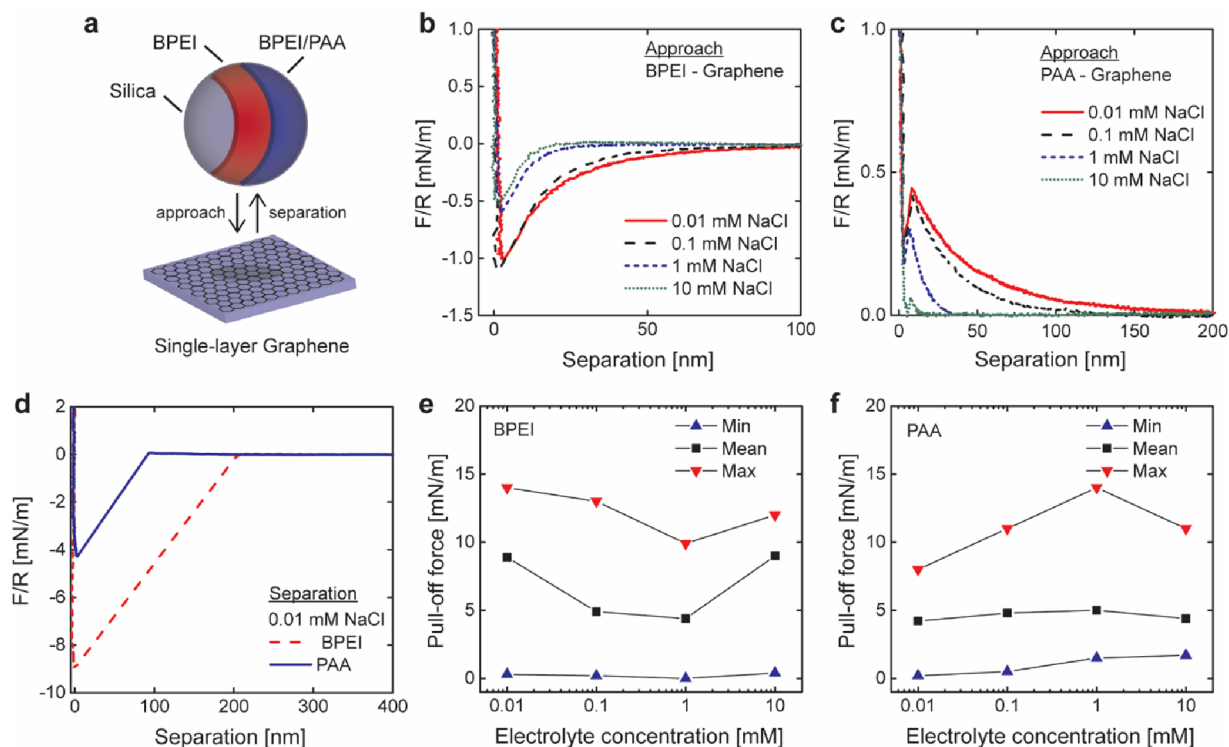 a
BPEI
BPEI/PAA
Silica
approach
separation
Single-layer Graphene
b
Approach
BPEI - Graphene
1.0
0.5
0.0
-0.5
-1.0
-1.5
F/R [mN/m]
0.01 mM NaCl
0.1 mM NaCl
1 mM NaCl
10 mM NaCl
0
50
100
Separation [nm]
c
Approach
PAA - Graphene
0.01 mM NaCl
0.1 mM NaCl
1 mM NaCl
10 mM NaCl
1.0
0.5
0.0
F/R [mN/m]
0
50
100
150
200
Separation [nm]
d
2
0
-2
-4
-6
-8
-10
F/R [mN/m]
Separation
0.01 mM NaCl
BPEI
PAA
0
100
200
300
400
Separation [nm]
e
BPEI
Min
Mean
Max
20
15
10
5
0
Pull-off force [mN/m]
0.01
0.1
1
10
Electrolyte concentration [mM]
f
PAA
Min
Mean
Max
20
15
10
5
0
Pull-off force [mN/m]
0.01
0.1
1
10
Electrolyte concentration [mM]